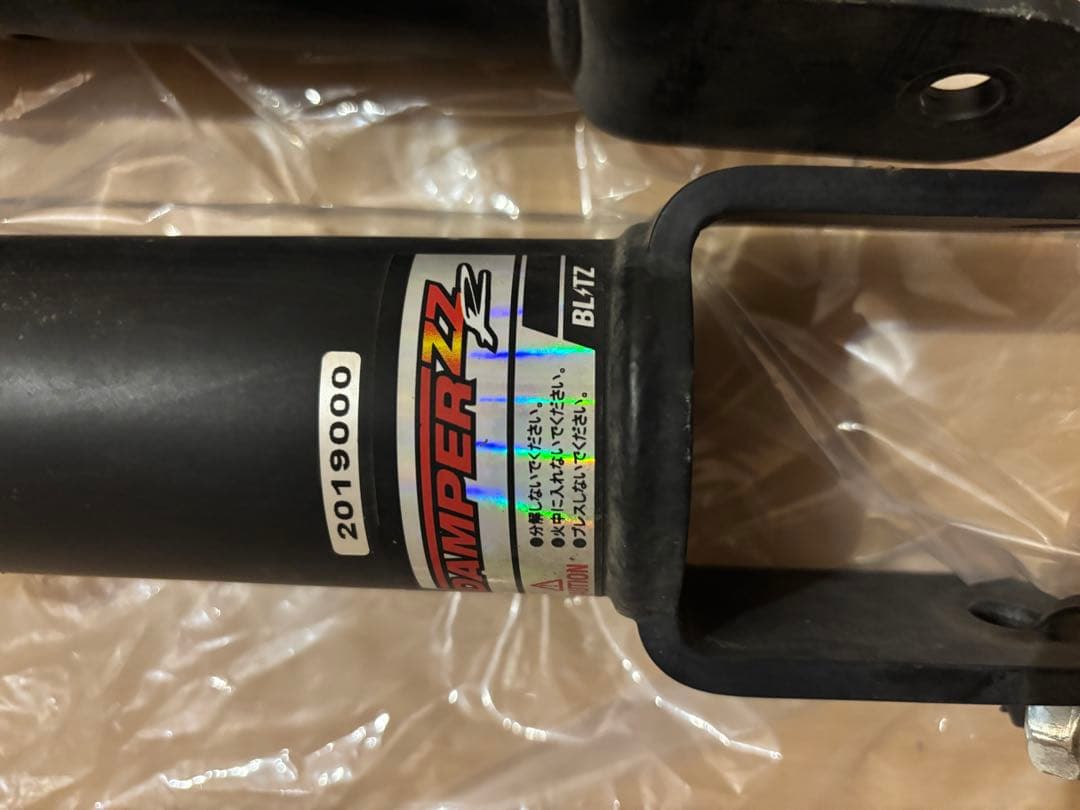 2019000
DAMPER ZZ-R
BLITZ
●分解しないでください。
●火中に入れないでください。
●プレスしないでください。